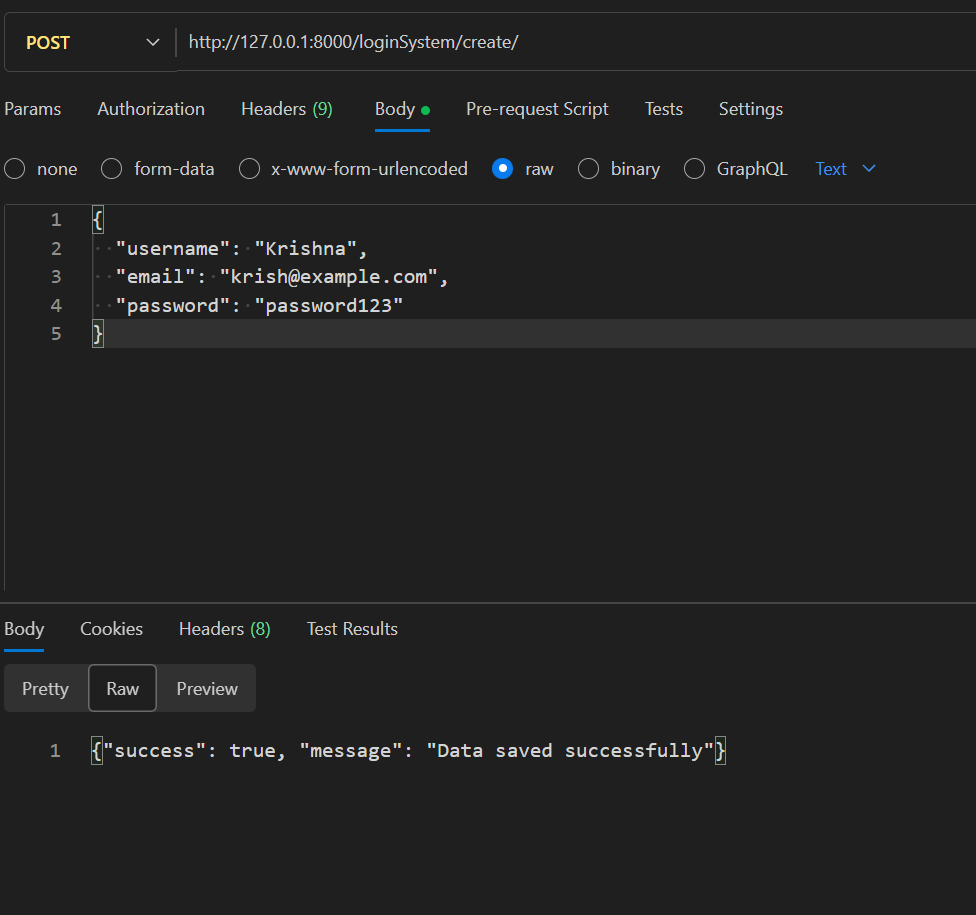 POST http://127.0.0.1:8000/loginSystem/create/
Params Authorization Headers (9) Body Pre-request Script Tests Settings
none form-data x-www-form-urlencoded raw binary GraphQL Text
1 {
2 "username": "Krishna",
3 "email": "krish@example.com",
4 "password": "password123"
5 }
Body Cookies Headers (8) Test Results
Pretty Raw Preview
1 {"success": true, "message": "Data saved successfully"}